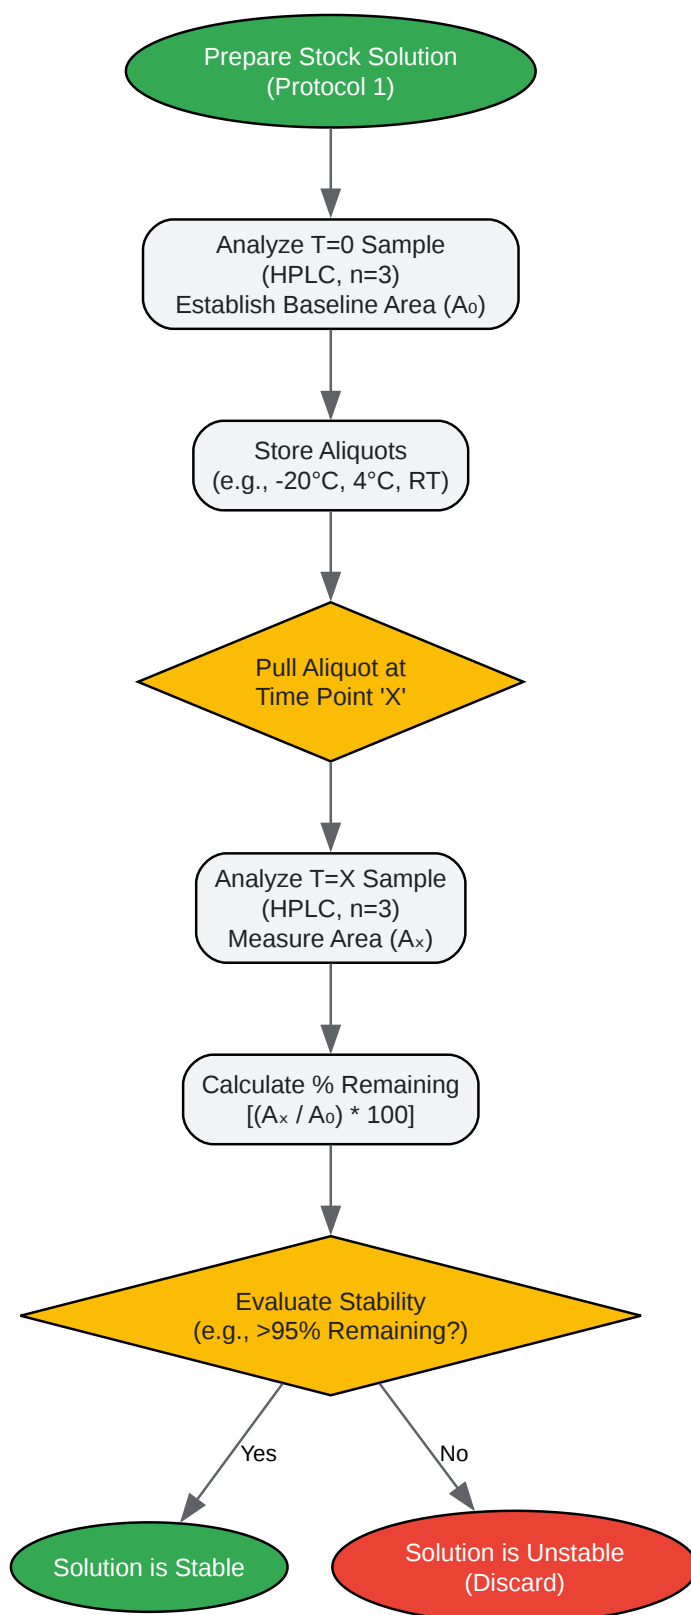 Prepare Stock Solution
(Protocol 1)
Analyze T=0 Sample
(HPLC, n=3)
Establish Baseline Area (A₀)
Store Aliquots
(e.g., -20°C, 4°C, RT)
Pull Aliquot at
Time Point 'X'
Analyze T=X Sample
(HPLC, n=3)
Measure Area (Aₓ)
Calculate % Remaining
[(Aₓ / A₀) * 100]
Evaluate Stability
(e.g., >95% Remaining?)
Yes
No
Solution is Stable
Solution is Unstable
(Discard)